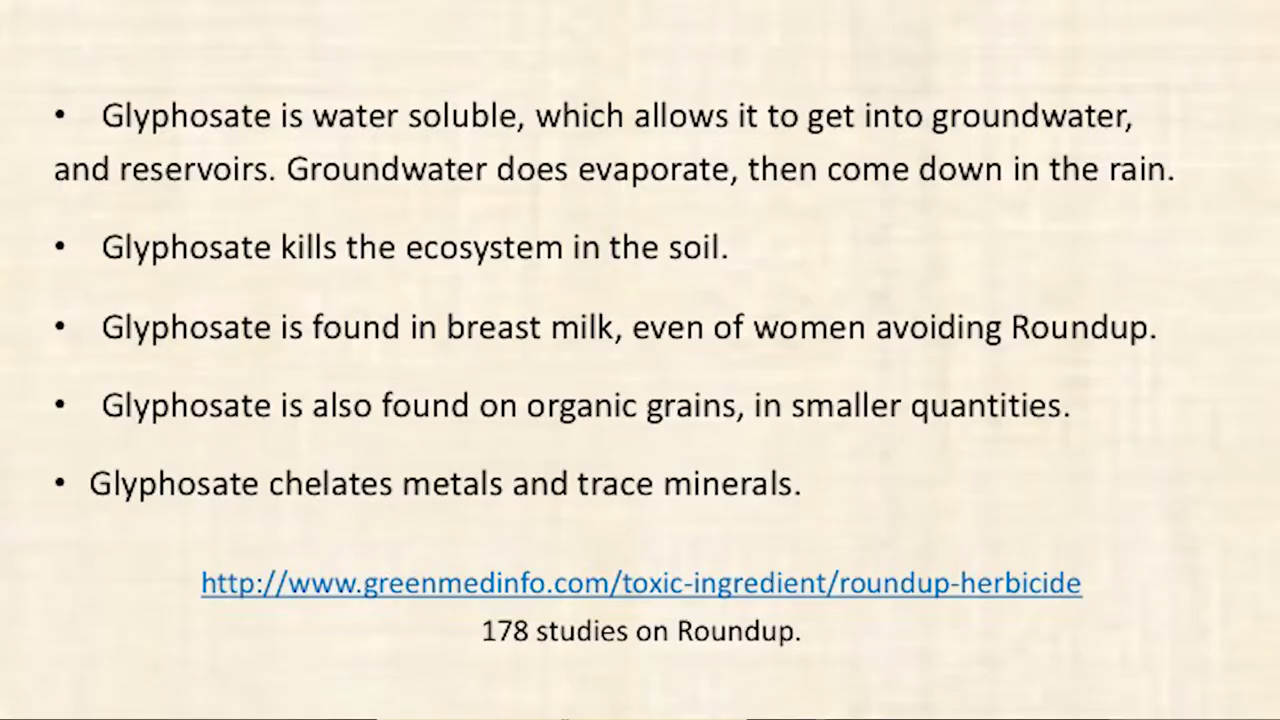 • Glyphosate is water soluble, which allows it to get into groundwater,
and reservoirs. Groundwater does evaporate, then come down in the rain.
• Glyphosate kills the ecosystem in the soil.
• Glyphosate is found in breast milk, even of women avoiding Roundup.
• Glyphosate is also found on organic grains, in smaller quantities.
• Glyphosate chelates metals and trace minerals.
http://www.greenmedinfo.com/toxic-ingredient/roundup-herbicide
178 studies on Roundup.